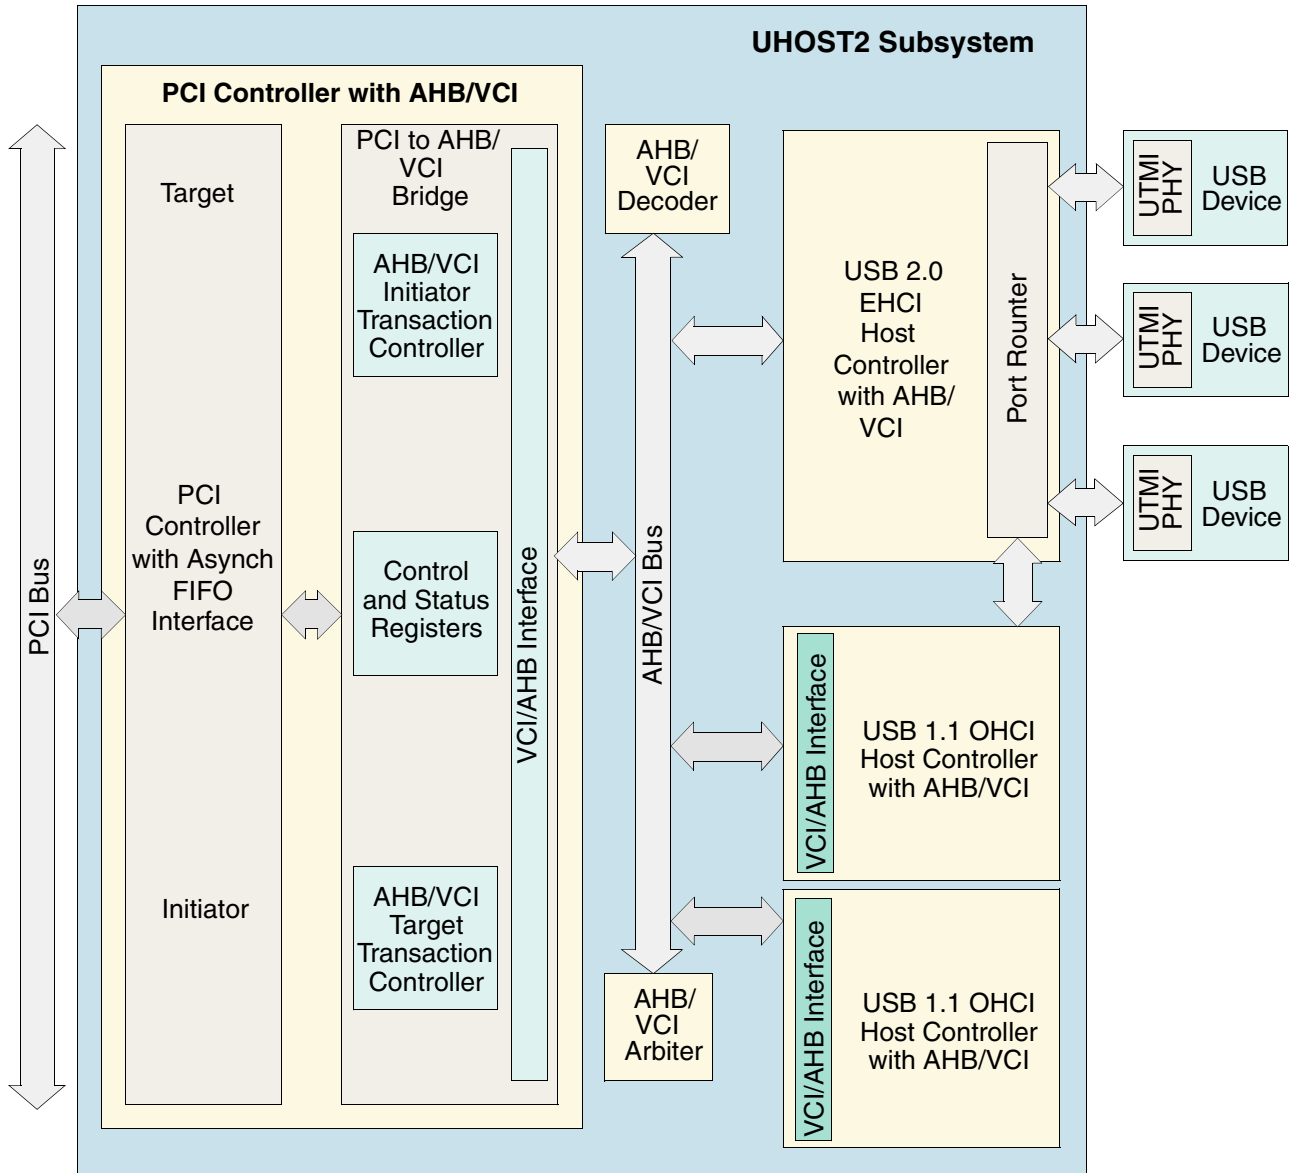 UHOST2 Subsystem
PCI Controller with AHB/VCI
PCI Bus
Target
PCI
Controller
with Asynch
FIFO
Interface
Initiator
PCI to AHB/
VCI
Bridge
AHB/VCI
Initiator
Transaction
Controller
Control
and Status
Registers
AHB/VCI
Target
Transaction
Controller
VCI/AHB Interface
AHB/
VCI
Decoder
AHB/VCI Bus
AHB/
VCI
Arbiter
USB 2.0
EHCI
Host
Controller
with AHB/
VCI
Port Rounter
UTMI
PHY
USB
Device
UTMI
PHY
USB
Device
UTMI
PHY
USB
Device
VCI/AHB Interface
USB 1.1 OHCI
Host Controller
with AHB/VCI
VCI/AHB Interface
USB 1.1 OHCI
Host Controller
with AHB/VCI